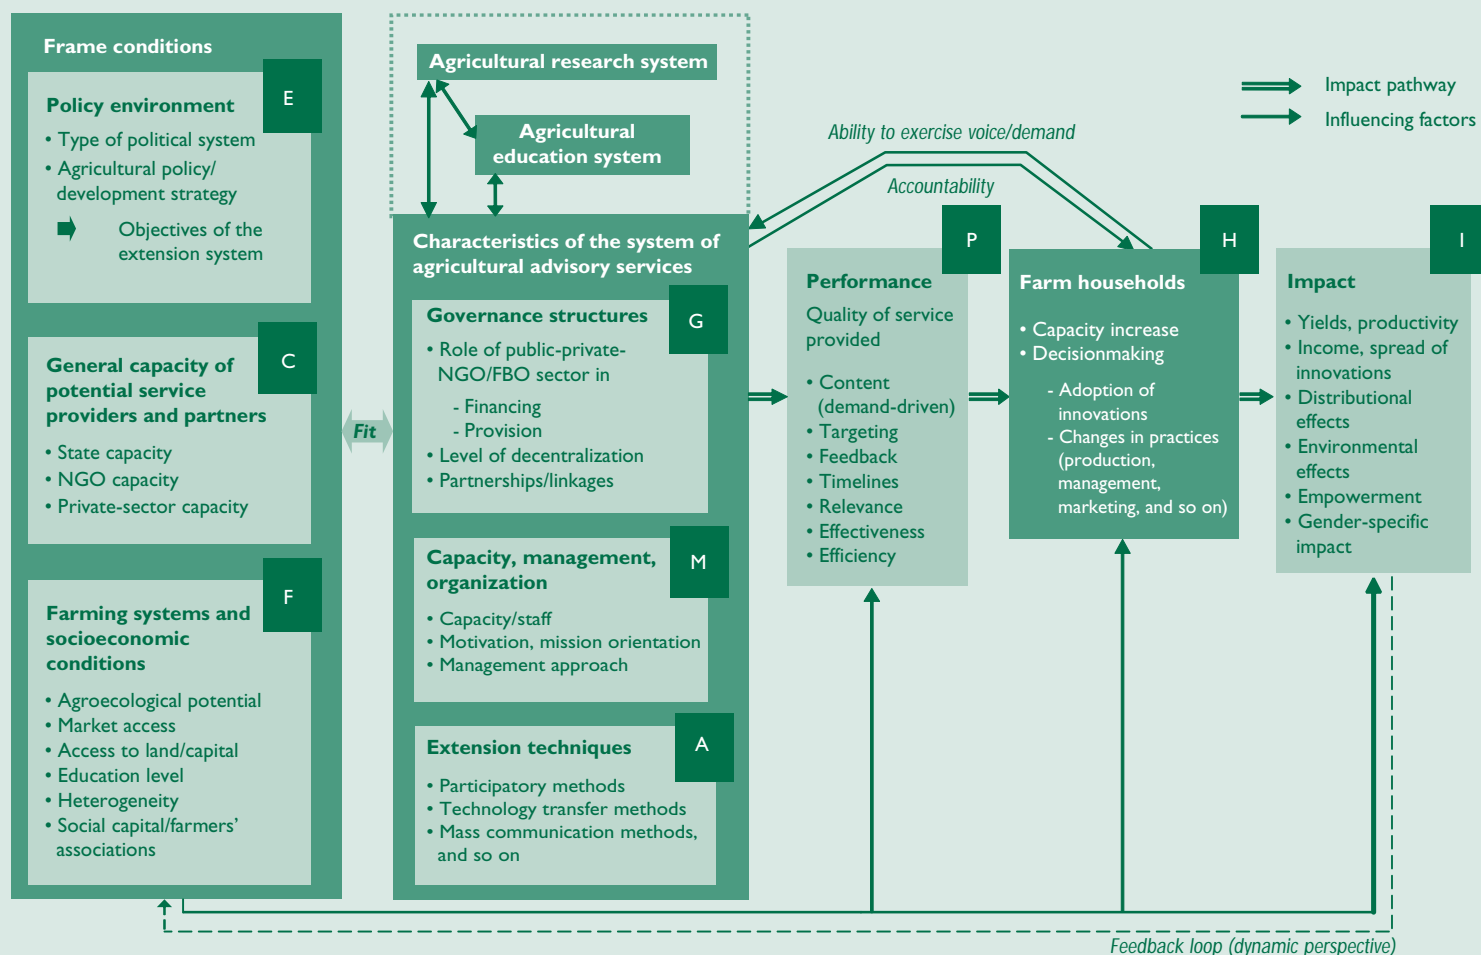 Frame conditions
E
Policy environment
• Type of political system
• Agricultural policy/
development strategy
Objectives of the
extension system
C
General capacity of
potential service
providers and partners
• State capacity
• NGO capacity
• Private-sector capacity
F
Farming systems and
socioeconomic
conditions
• Agroecological potential
• Market access
• Access to land/capital
• Education level
• Heterogeneity
• Social capital/farmers'
associations
Fit
Agricultural research system
Agricultural
education system
Characteristics of the system of
agricultural advisory services
Governance structures
G
• Role of public-private-
NGO/FBO sector in
- Financing
- Provision
• Level of decentralization
• Partnerships/linkages
Capacity, management,
organization
M
• Capacity/staff
• Motivation, mission orientation
• Management approach
Extension techniques
A
• Participatory methods
• Technology transfer methods
• Mass communication methods,
and so on
Ability to exercise voice/demand
Accountability
Impact pathway
Influencing factors
P
Performance
Quality of service
provided
• Content
(demand-driven)
• Targeting
• Feedback
• Timelines
• Relevance
• Effectiveness
• Efficiency
H
Farm households
• Capacity increase
• Decisionmaking
- Adoption of
innovations
- Changes in practices
(production,
management,
marketing, and so on)
I
Impact
• Yields, productivity
• Income, spread of
innovations
• Distributional
effects
• Environmental
effects
• Empowerment
• Gender-specific
impact
Feedback loop (dynamic perspective)